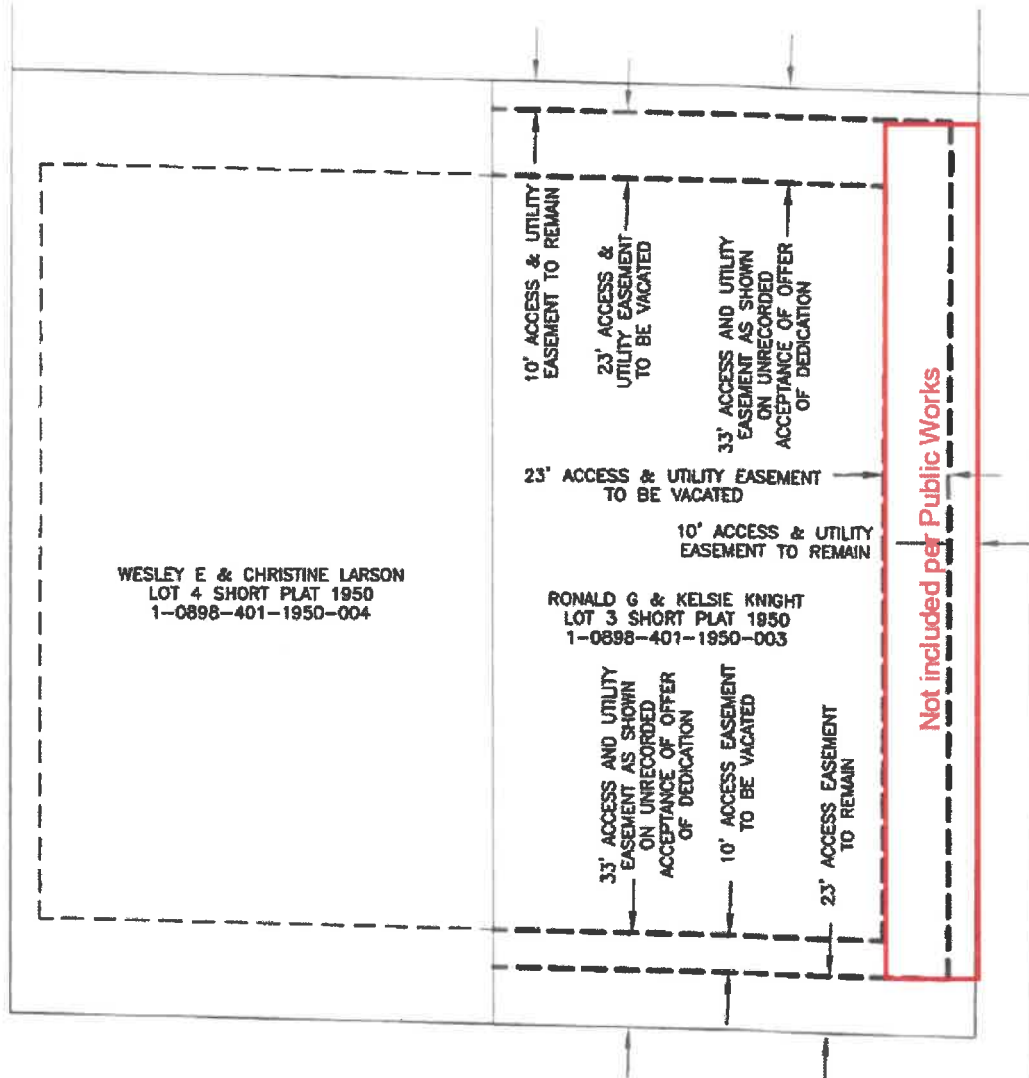 10' ACCESS & UTILITY
EASEMENT TO REMAIN
23' ACCESS &
UTILITY EASEMENT
TO BE VACATED
33' ACCESS AND UTILITY
EASEMENT AS SHOWN
ON UNRECORDED
ACCEPTANCE OF OFFER
OF DEDICATION
23' ACCESS & UTILITY EASEMENT
TO BE VACATED
10' ACCESS & UTILITY
EASEMENT TO REMAIN
Not included per Public Works
WESLEY E & CHRISTINE LARSON
LOT 4 SHORT PLAT 1950
1-0898-401-1950-004
RONALD G & KELSIE KNIGHT
LOT 3 SHORT PLAT 1950
1-0898-401-1950-003
33' ACCESS AND UTILITY
EASEMENT AS SHOWN
ON UNRECORDED
ACCEPTANCE OF OFFER
OF DEDICATION
10' ACCESS EASEMENT
TO BE VACATED
23' ACCESS EASEMENT
TO REMAIN